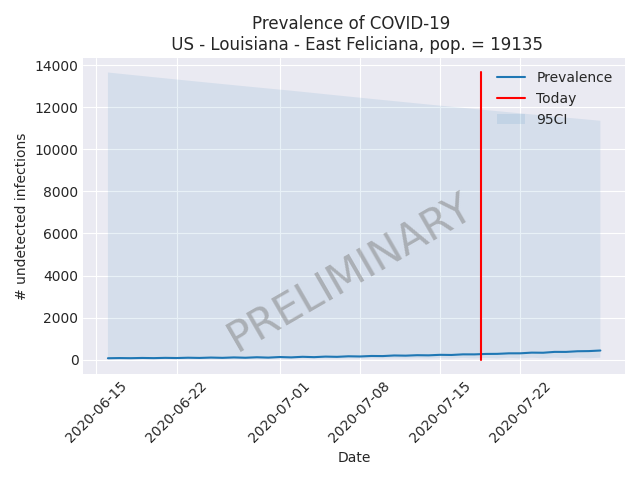 Prevalence of COVID-19
US - Louisiana - East Feliciana, pop. = 19135
# undetected infections
14000
12000
10000
8000
6000
4000
2000
0
Prevalence
Today
95CI
PRELIMINARY
2020-06-15
2020-06-22
2020-07-01
2020-07-08
2020-07-15
2020-07-22
Date